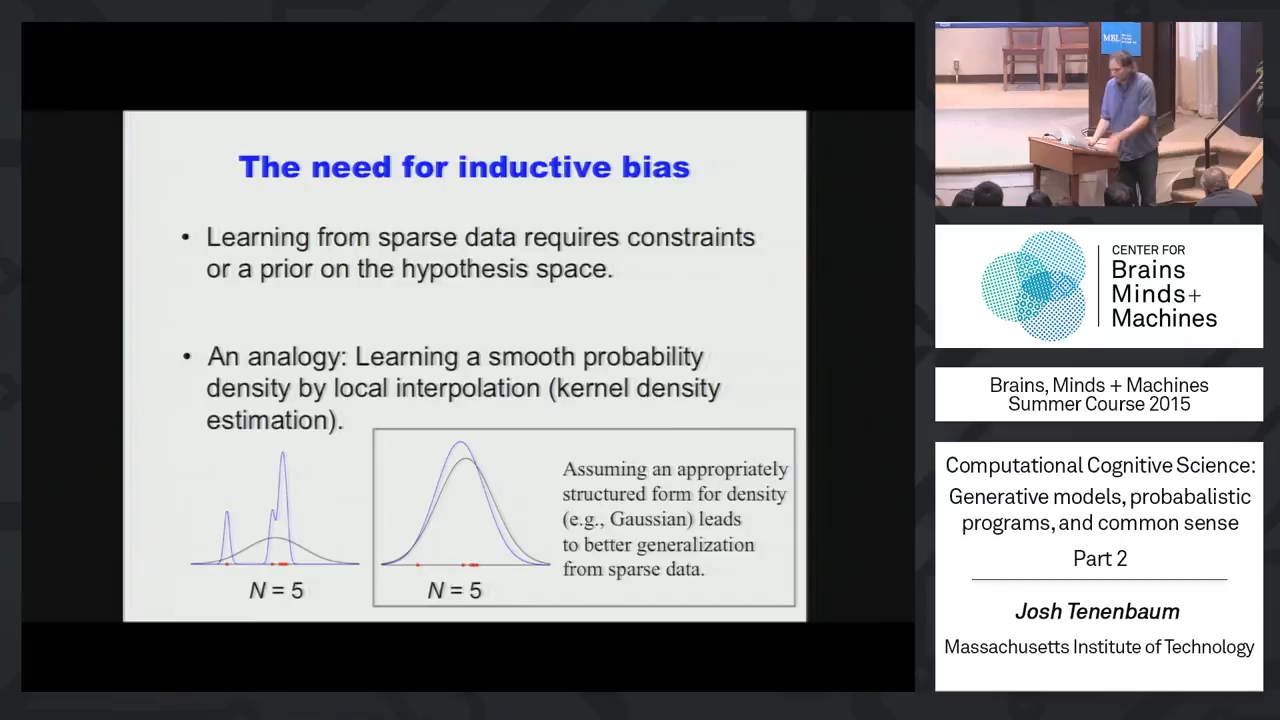 The need for inductive bias
• Learning from sparse data requires constraints
or a prior on the hypothesis space.
• An analogy: Learning a smooth probability
density by local interpolation (kernel density
estimation).
Assuming an appropriately
structured form for density
(e.g., Gaussian) leads
to better generalization
from sparse data.
N = 5
N = 5
MBL
CENTER FOR
Brains
Minds+
Machines
Brains, Minds + Machines
Summer Course 2015
Computational Cognitive Science:
Generative models, probabalistic
programs, and common sense
Part 2
Josh Tenenbaum
Massachusetts Institute of Technology